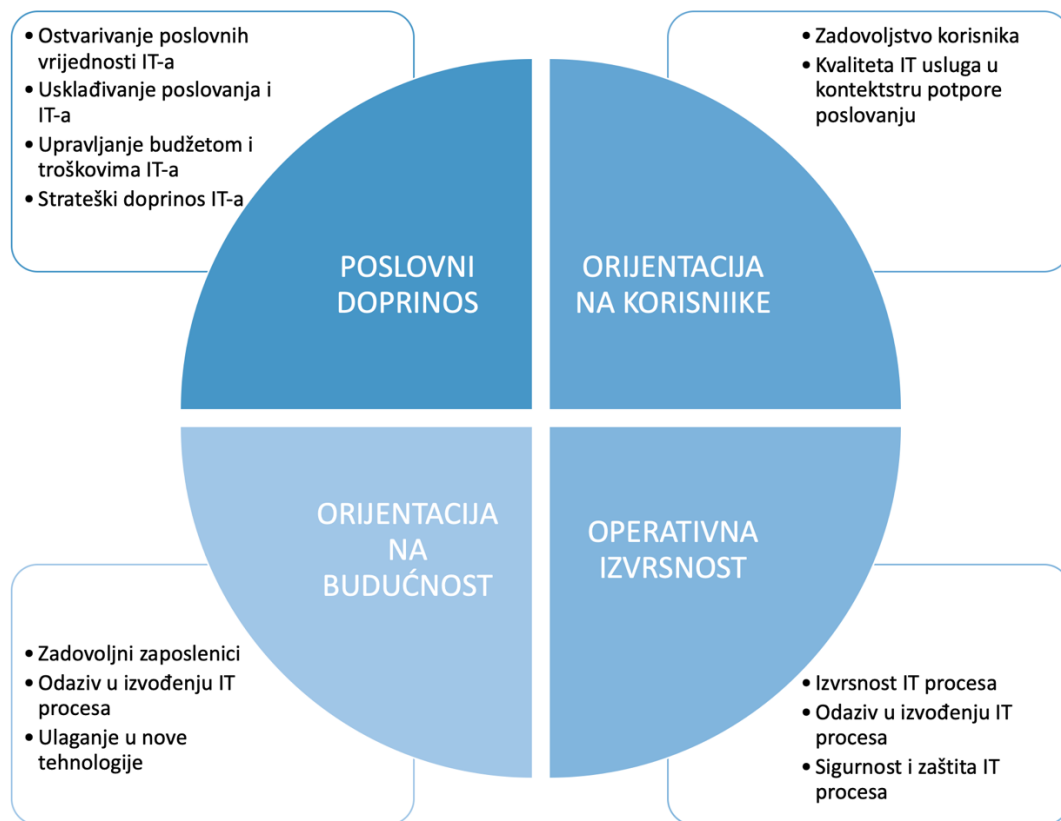 • Ostvarivanje poslovnih
vrijednosti IT-a
• Usklađivanje poslovanja i
IT-a
• Upravljanje budžetom i
troškovima IT-a
• Strateški doprinos IT-a
• Zadovoljstvo korisnika
• Kvaliteta IT usluga u
kontekstru potpore
poslovanju
POSLOVNI
DOPRINOS
ORIJENTACIJA
NA KORISNIIKE
ORIJENTACIJA
NA
BUDUĆNOST
OPERATIVNA
IZVRSNOST
• Zadovoljni zaposlenici
• Odaziv u izvođenju IT
procesa
• Ulaganje u nove
tehnologije
• Izvrsnost IT procesa
• Odaziv u izvođenju IT
procesa
• Sigurnost i zaštita IT
procesa